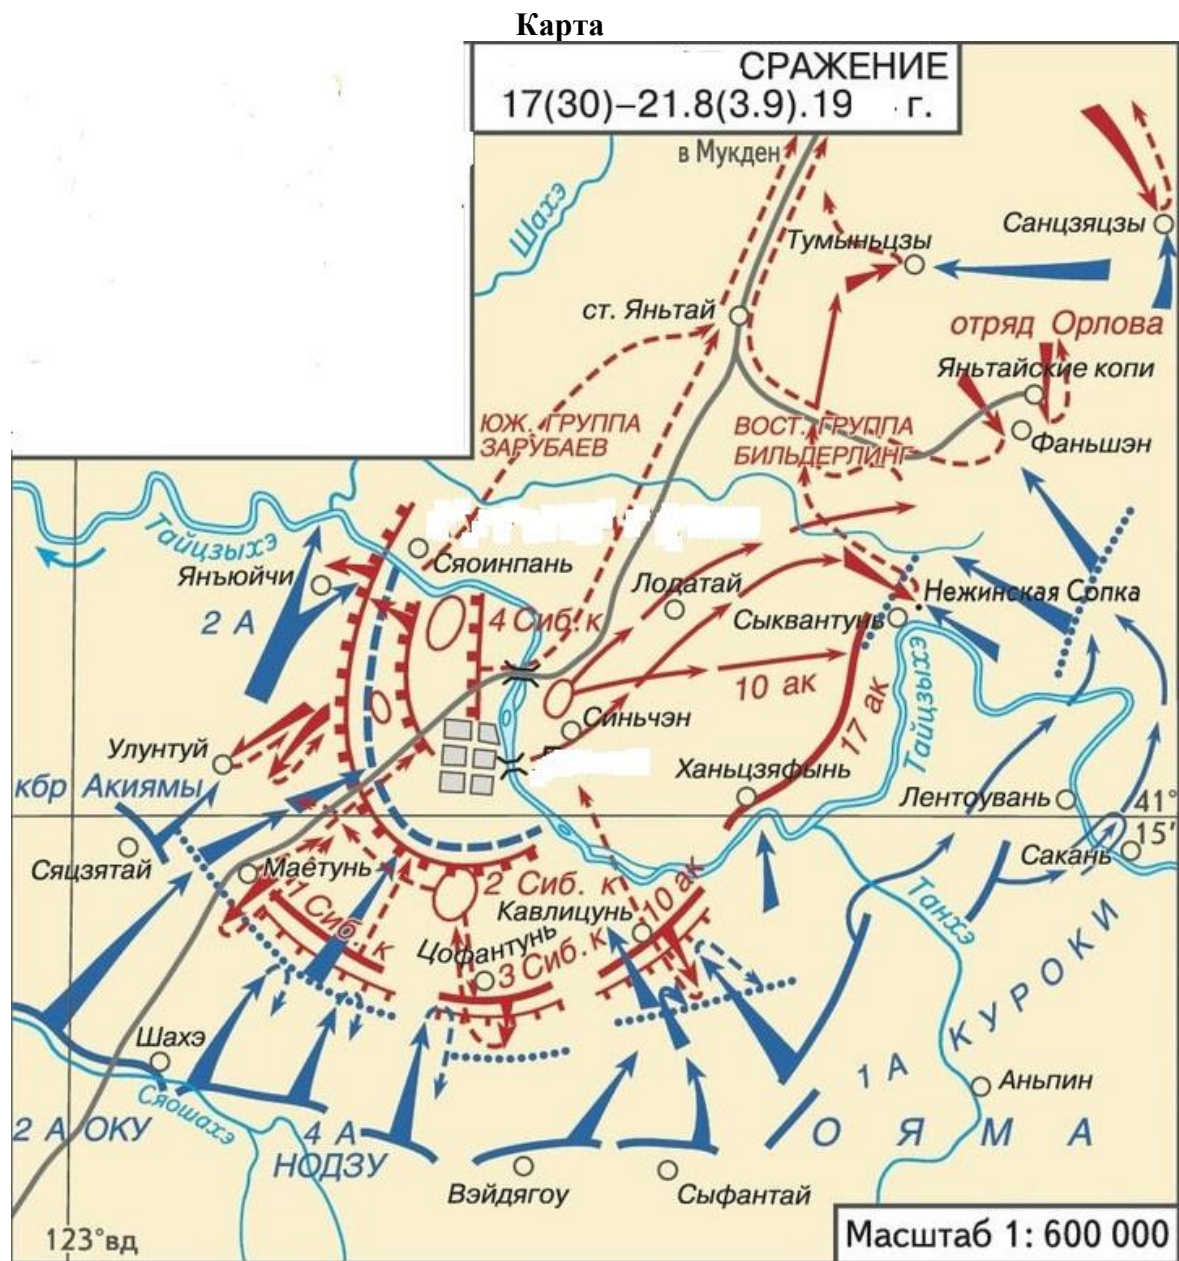 Карта
СРАЖЕНИЕ
17(30)–21.8(3.9).19 г.
в Мукден
Шахэ
Санцзяцзы
Тумыньцзы
ст. Яньтай
отряд Орлова
Яньтайские копи
ЮЖ. ГРУППА
ЗАРУБАЕВ
ВОСТ. ГРУППА
БИЛЬДЕРЛИНГ
Фаньшэн
Тайцзыхэ
Сяоинпань
Янъюйчи
2 А
4 Сиб. к
Лодатай
Нежинская Сопка
Сыквантунь
10 ак
17 ак
Тайцзыхэ
Синьчэн
Улунтуй
кбр Акиямы
Ханьцзяфынь
Лентоувань
41°
15'
Сяцзятай
Маетунь
Сакань
1 Сиб. к
2 Сиб. к
Кавлицунь
10 ак
Танхэ
Цофантунь
3 Сиб. к
КУРОКИ
Шахэ
1 А
Аньпин
Сяошахэ
2 А ОКУ
4 А
НОДЗУ
ОЯМА
Вэйдягоу
Сыфантай
Масштаб 1: 600 000
123°вд